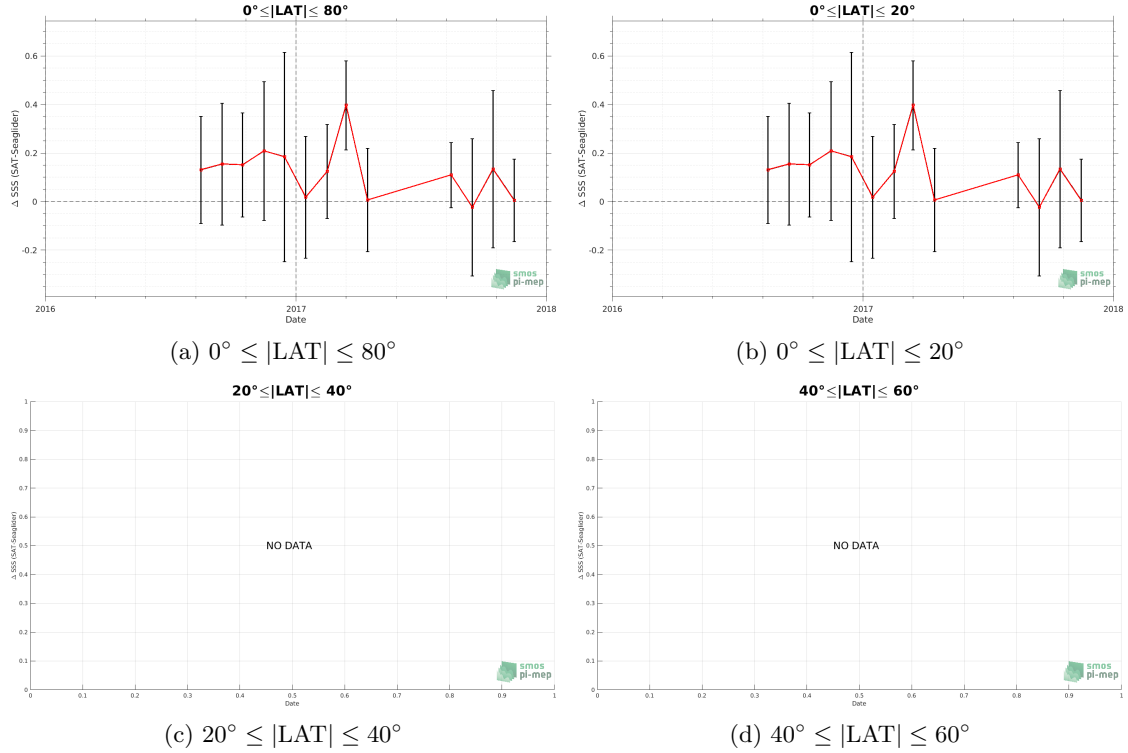 0°≤|LAT|≤ 80°
Δ SSS (SAT-Seaglider)
0.6
0.4
0.2
0
-0.2
2016
2017
2018
Date
smos
pi-mep
(a) 0° ≤ |LAT| ≤ 80°
0°≤|LAT|≤ 20°
Δ SSS (SAT-Seaglider)
0.6
0.4
0.2
0
-0.2
2016
2017
2018
Date
smos
pi-mep
(b) 0° ≤ |LAT| ≤ 20°
20°≤|LAT|≤ 40°
Δ SSS (SAT-Seaglider)
1
0.9
0.8
0.7
0.6
0.5
0.4
0.3
0.2
0.1
0
NO DATA
0 0.1 0.2 0.3 0.4 0.5 0.6 0.7 0.8 0.9 1
Date
smos
pi-mep
(c) 20° ≤ |LAT| ≤ 40°
40°≤|LAT|≤ 60°
Δ SSS (SAT-Seaglider)
1
0.9
0.8
0.7
0.6
0.5
0.4
0.3
0.2
0.1
0
NO DATA
0 0.1 0.2 0.3 0.4 0.5 0.6 0.7 0.8 0.9 1
Date
smos
pi-mep
(d) 40° ≤ |LAT| ≤ 60°